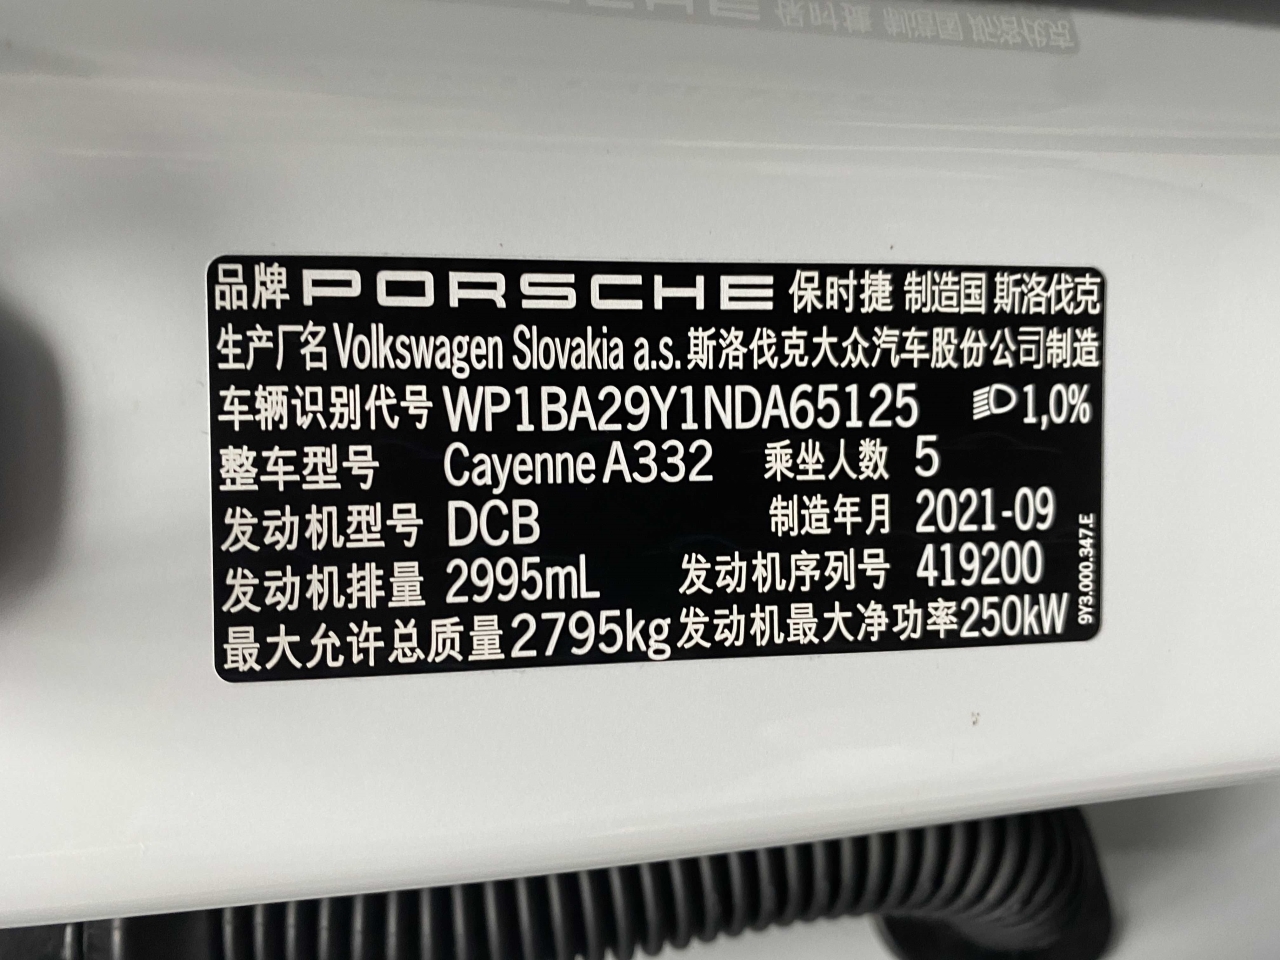 品牌 PORSCHE 保时捷 制造国 斯洛伐克
生产厂名 Volkswagen Slovakia a.s. 斯洛伐克大众汽车股份公司制造
车辆识别代号 WP1BA29Y1NDA65125 1,0%
整车型号 Cayenne A332 乘坐人数 5
发动机型号 DCB 制造年月 2021-09
发动机排量 2995mL 发动机序列号 419200
最大允许总质量 2795kg 发动机最大净功率 250kW
9Y3.000.347.E